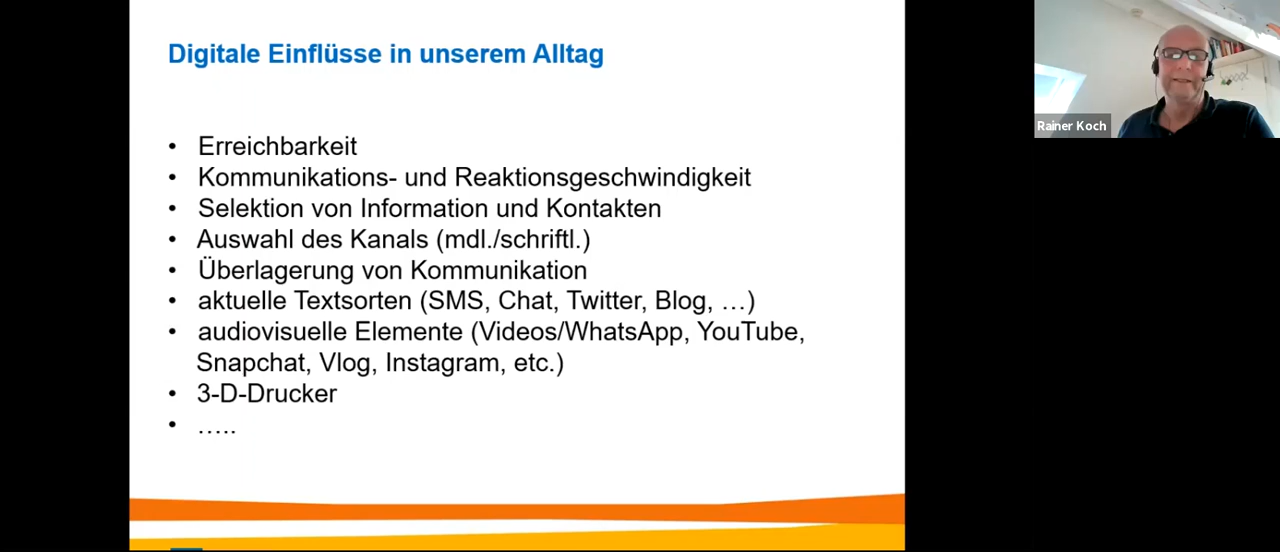 Digitale Einflüsse in unserem Alltag
• Erreichbarkeit
• Kommunikations- und Reaktionsgeschwindigkeit
• Selektion von Information und Kontakten
• Auswahl des Kanals (mdl./schriftl.)
• Überlagerung von Kommunikation
• aktuelle Textsorten (SMS, Chat, Twitter, Blog, …)
• audiovisuelle Elemente (Videos/WhatsApp, YouTube,
Snapchat, Vlog, Instagram, etc.)
• 3-D-Drucker
• …..
Rainer Koch